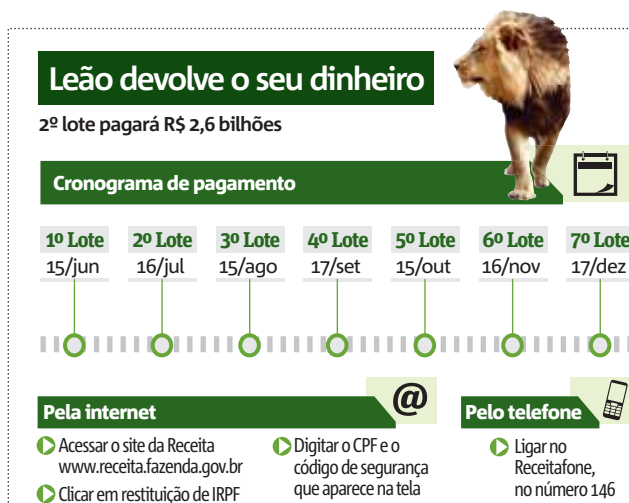 Leão devolve o seu dinheiro
2º lote pagará R$ 2,6 bilhões
Cronograma de pagamento
1º Lote 2º Lote 3º Lote 4º Lote 5º Lote 6º Lote 7º Lote
15/jun 16/jul 15/ago 17/set 15/out 16/nov 17/dez
Pela internet
@
Acessar o site da Receita
www.receita.fazenda.gov.br
Clicar em restituição de IRPF
Digitar o CPF e o
código de segurança
que aparece na tela
Pelo telefone
Ligar no
Receitafone,
no número 146